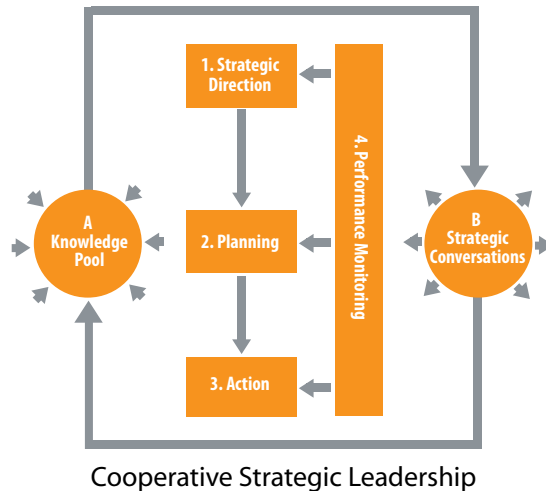 1. Strategic
Direction
4. Performance Monitoring
A
Knowledge
Pool
2. Planning
B
Strategic
Conversations
3. Action
Cooperative Strategic Leadership